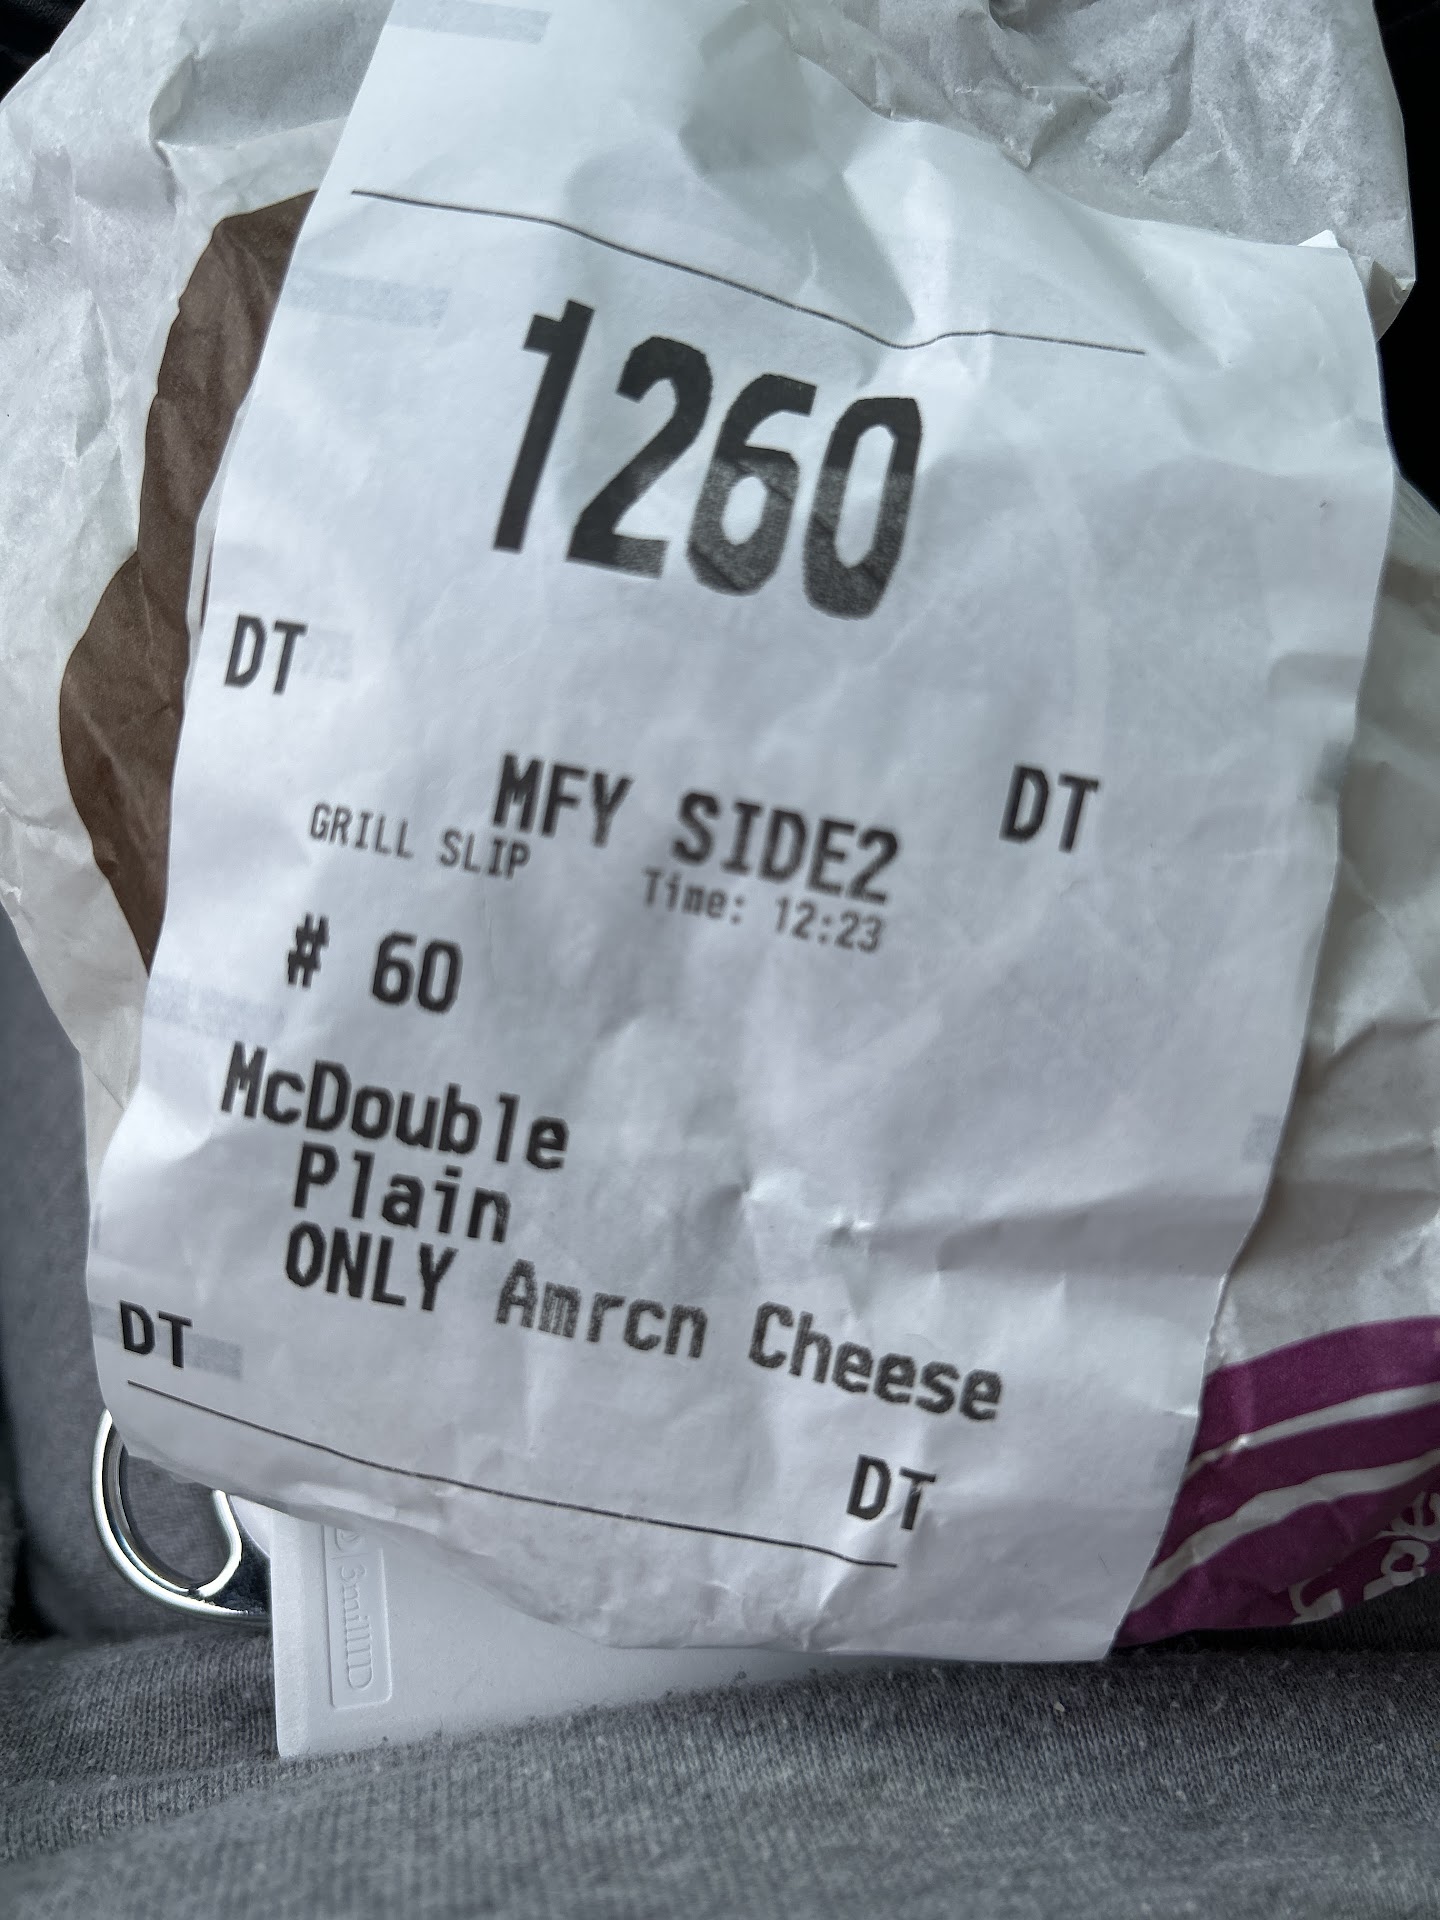 1260
DT
MFY SIDE2 DT
GRILL SLIP Time: 12:23
# 60
McDouble
Plain
ONLY Amrcn Cheese
DT
DT